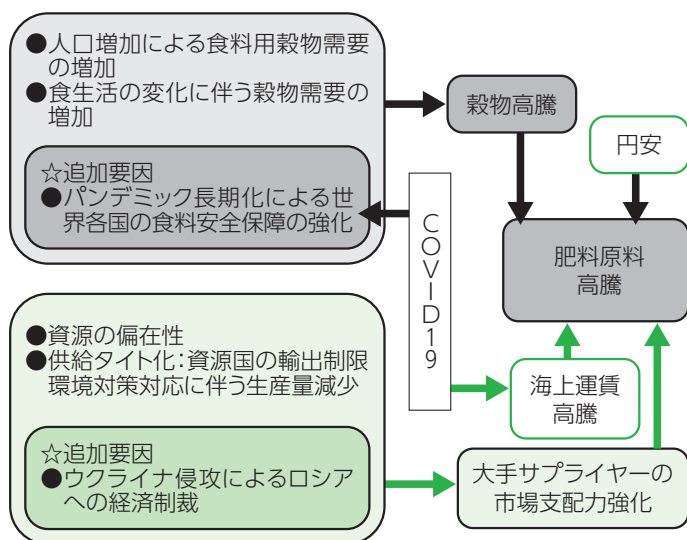 ●人口増加による食料用穀物需要
の増加
●食生活の変化に伴う穀物需要の
増加
☆追加要因
●パンデミック長期化による世
界各国の食料安全保障の強化
穀物高騰
円安
COVID19
肥料原料
高騰
●資源の偏在性
●供給タイト化：資源国の輸出制限
環境対策対応に伴う生産量減少
☆追加要因
●ウクライナ侵攻によるロシア
への経済制裁
海上運賃
高騰
大手サプライヤーの
市場支配力強化